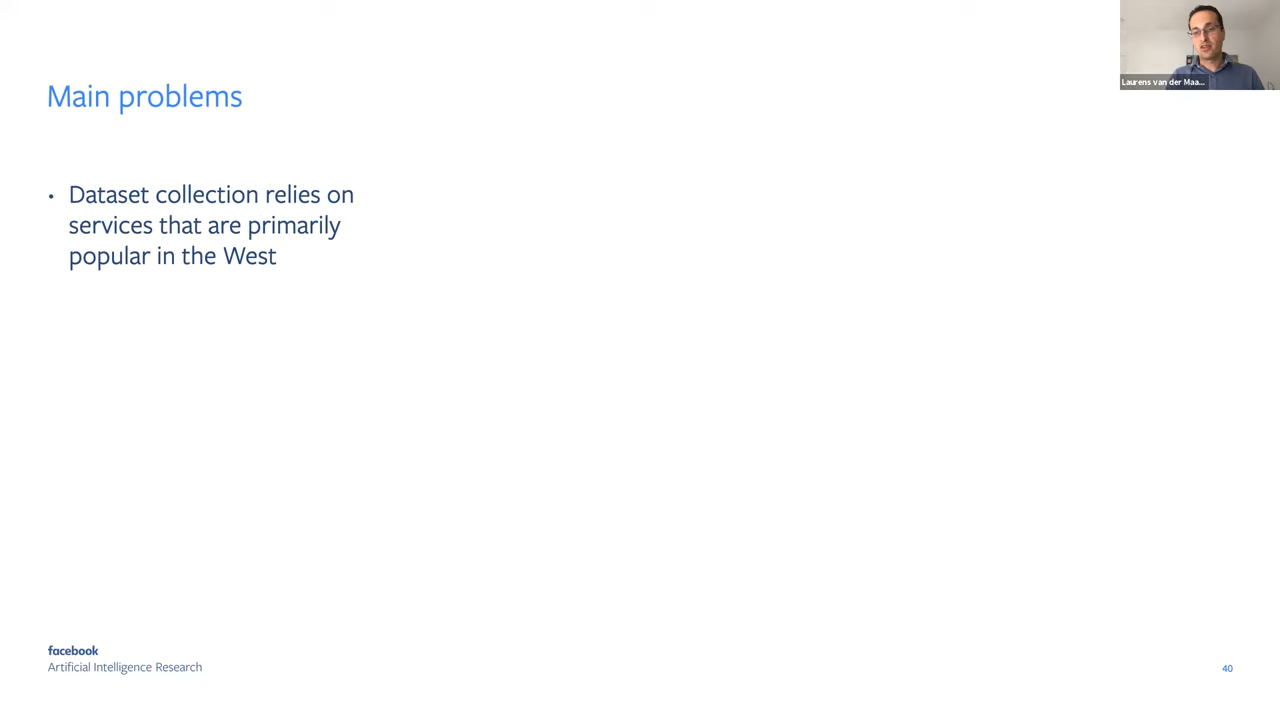 Laurens van der Maa...
Main problems
• Dataset collection relies on
services that are primarily
popular in the West
facebook
Artificial Intelligence Research
40